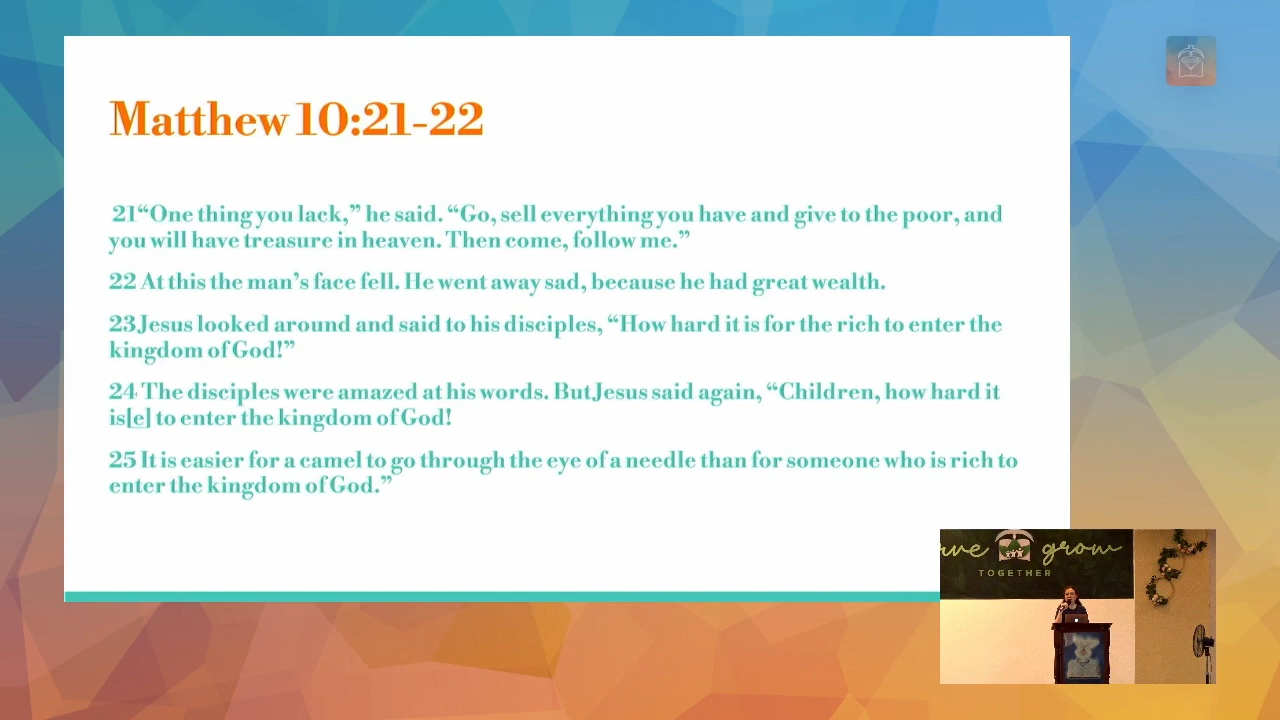 Matthew 10:21-22
21“One thing you lack,” he said. “Go, sell everything you have and give to the poor, and
you will have treasure in heaven. Then come, follow me.”
22 At this the man’s face fell. He went away sad, because he had great wealth.
23Jesus looked around and said to his disciples, “How hard it is for the rich to enter the
kingdom of God!”
24 The disciples were amazed at his words. But Jesus said again, “Children, how hard it
is[e] to enter the kingdom of God!
25 It is easier for a camel to go through the eye of a needle than for someone who is rich to
enter the kingdom of God.”
grow
TOGETHER